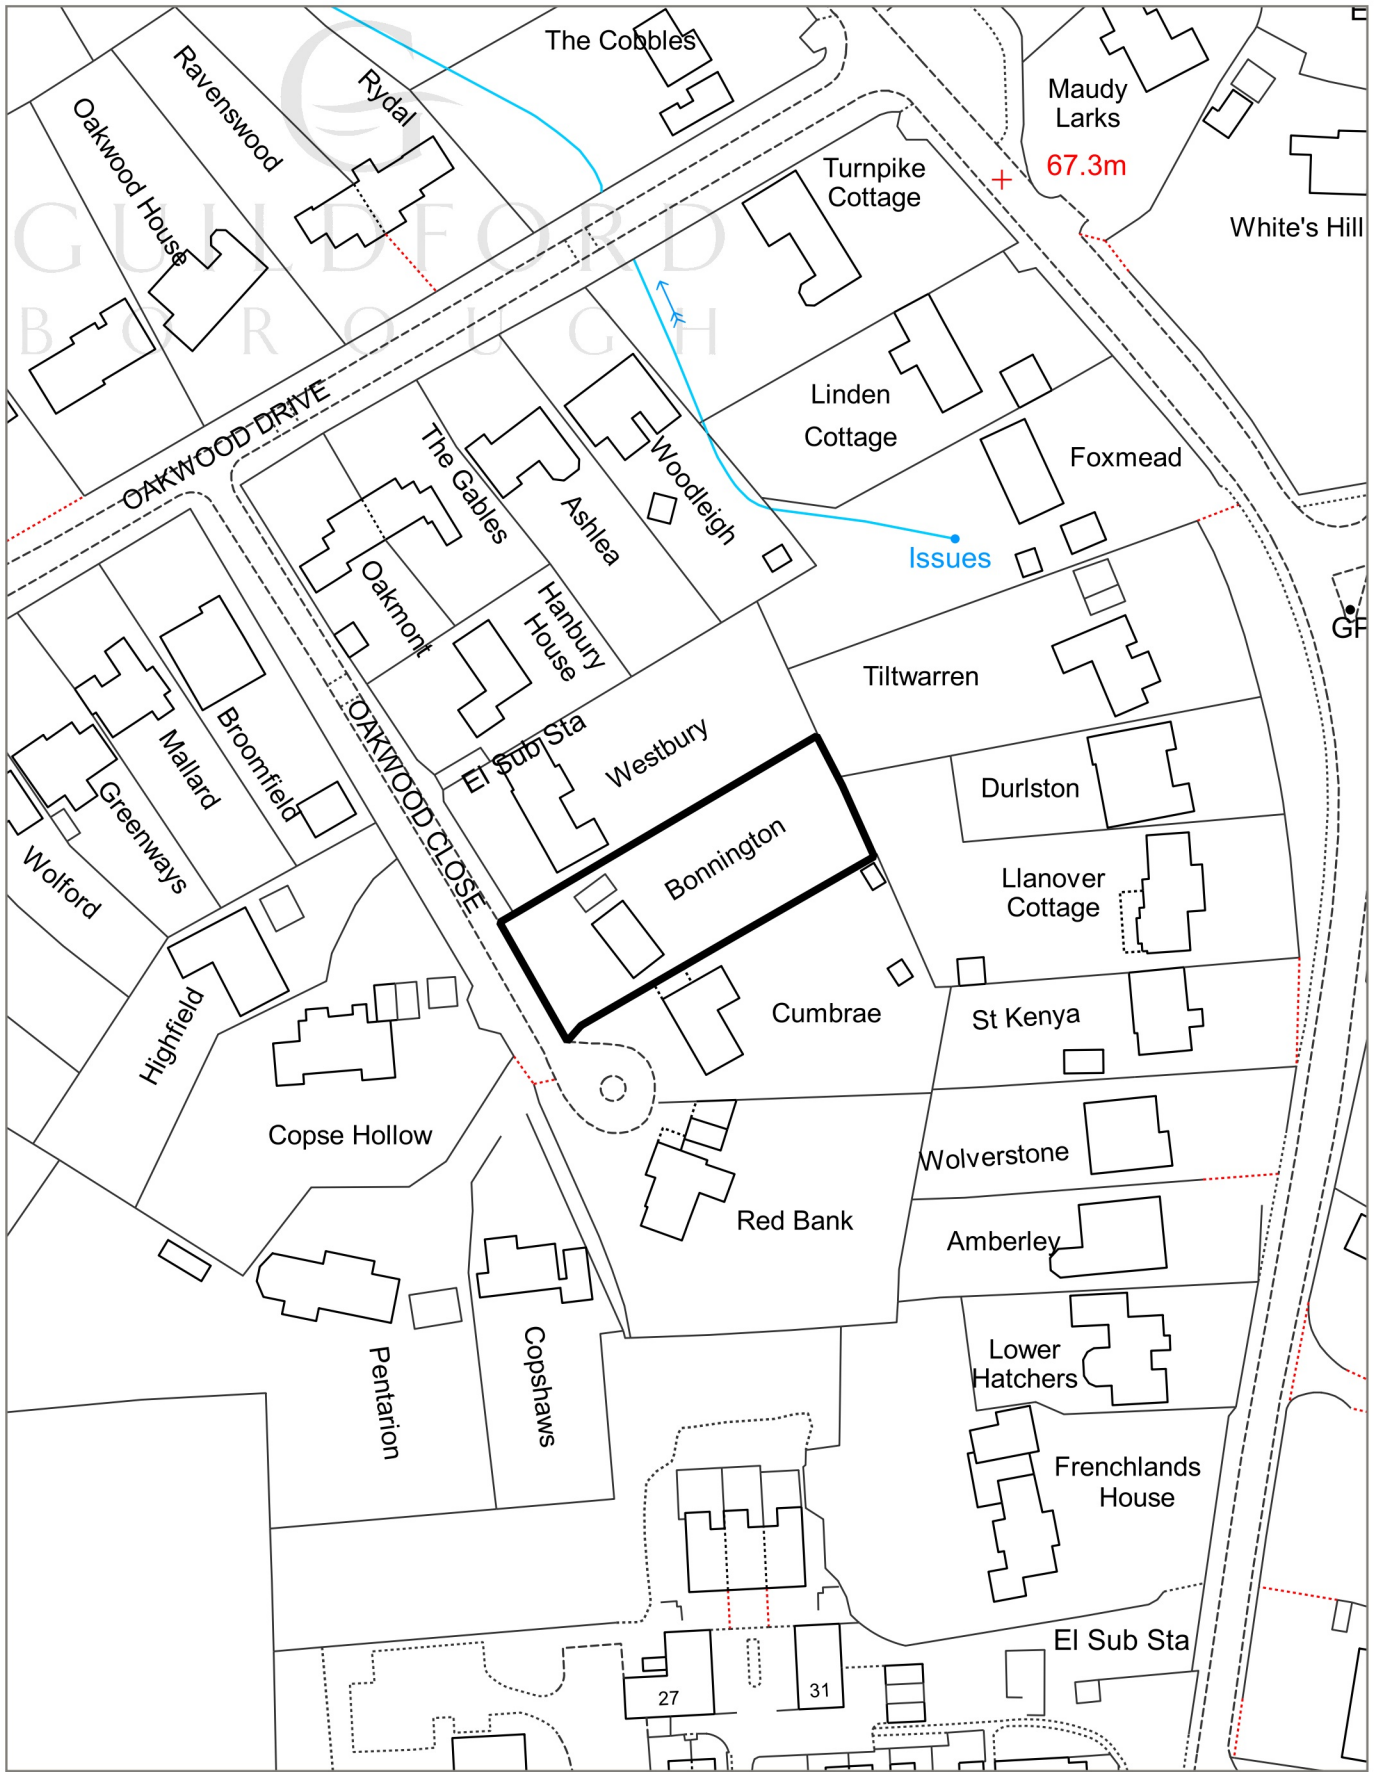 The Cobbles
Ravenswood
Rydal
Oakwood House
Maudy
Larks
67.3m
Turnpike
Cottage
White's Hill
GUILDFORD
BOROUGH
OAKWOOD DRIVE
Linden
Cottage
The Gables
Ashlea
Woodleigh
Foxmead
Issues
Oakmont
Hanbury
House
GP
Tiltwarren
El Sub Sta
Westbury
OAKWOOD CLOSE
Broomfield
Mallard
Greenways
Wolford
Durlston
Bonnington
Llanover
Cottage
Highfield
Cumbrae
St Kenya
Copse Hollow
Wolverstone
Red Bank
Amberley
Pentarion
Copshaws
Lower
Hatchers
Frenchlands
House
El Sub Sta
27
31